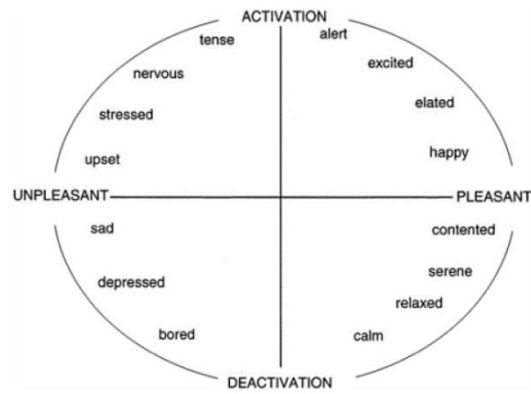 ACTIVATION
tense
alert
nervous
excited
stressed
elated
upset
happy
UNPLEASANT
PLEASANT
sad
contented
depressed
serene
relaxed
bored
calm
DEACTIVATION